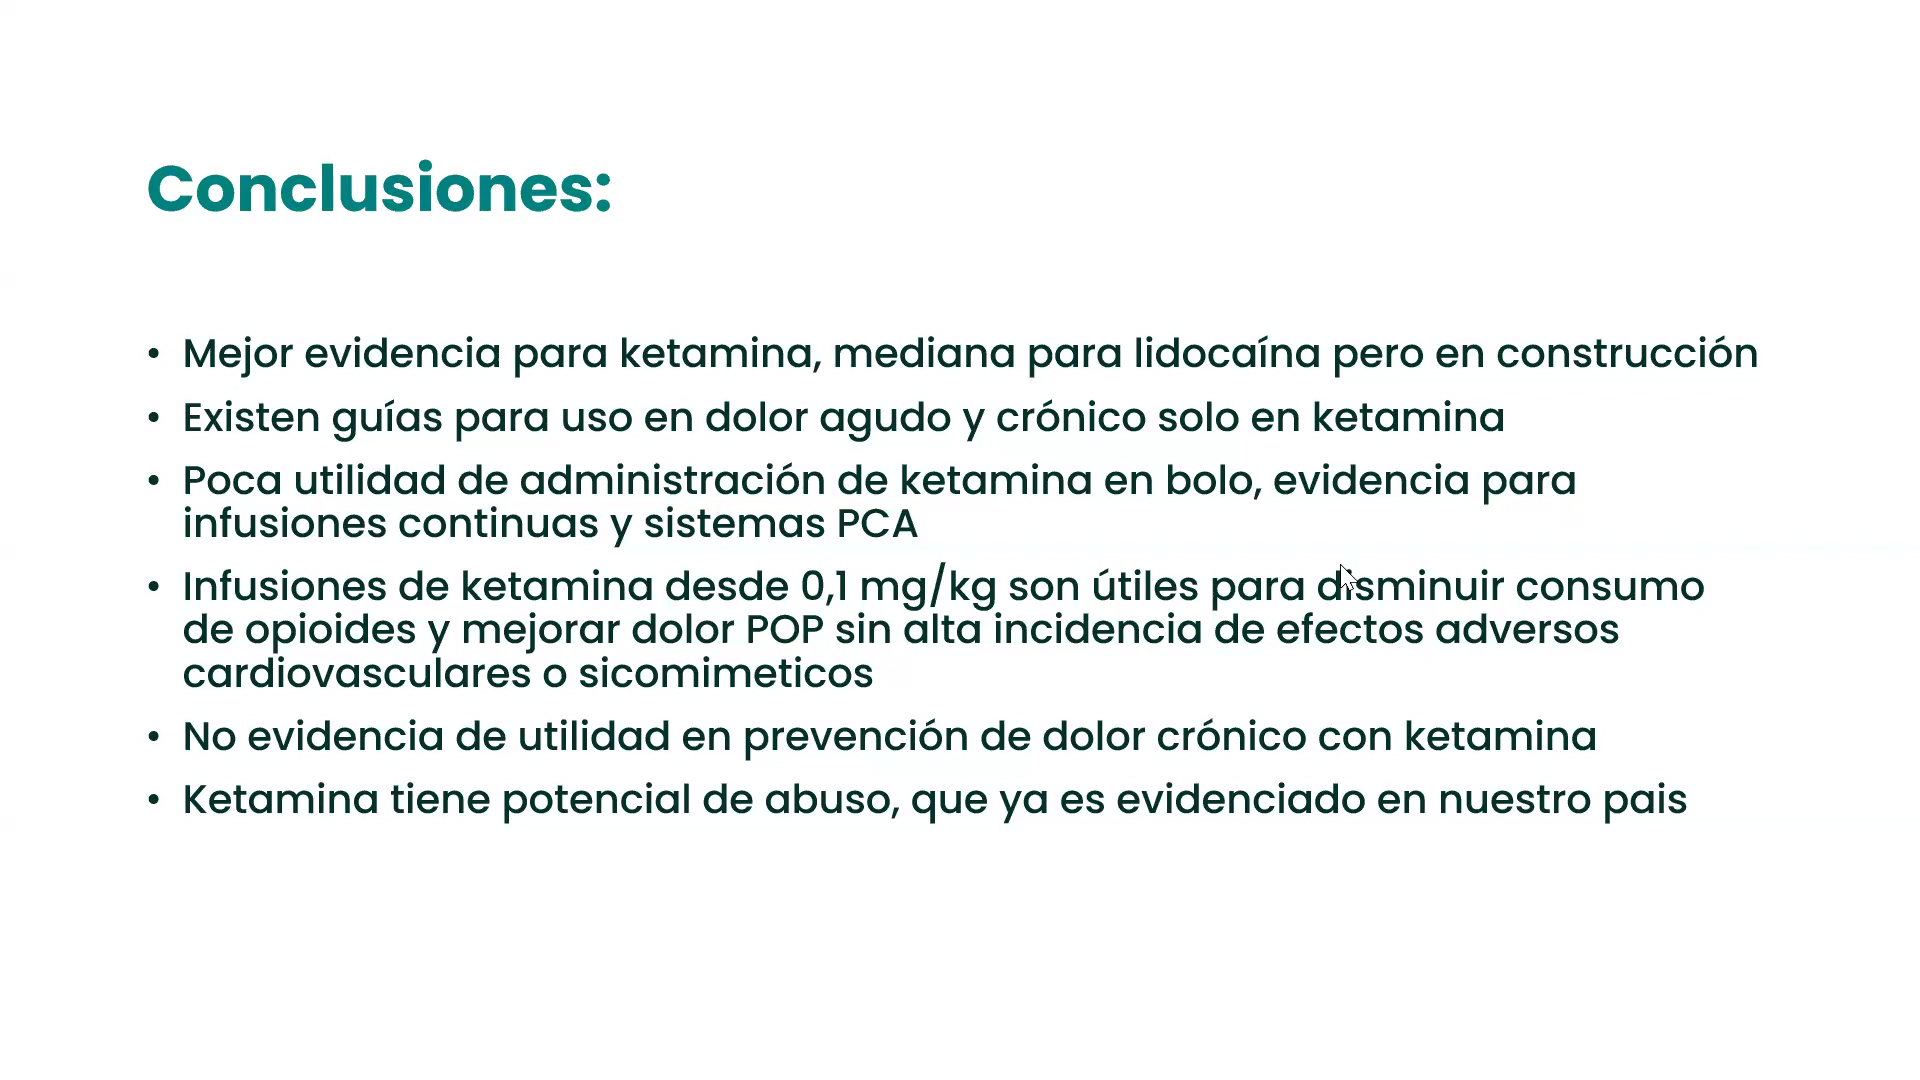 Conclusiones:
• Mejor evidencia para ketamina, mediana para lidocaína pero en construcción
• Existen guías para uso en dolor agudo y crónico solo en ketamina
• Poca utilidad de administración de ketamina en bolo, evidencia para
infusiones continuas y sistemas PCA
• Infusiones de ketamina desde 0,1 mg/kg son útiles para disminuir consumo
de opioides y mejorar dolor POP sin alta incidencia de efectos adversos
cardiovasculares o sicomimeticos
• No evidencia de utilidad en prevención de dolor crónico con ketamina
• Ketamina tiene potencial de abuso, que ya es evidenciado en nuestro pais